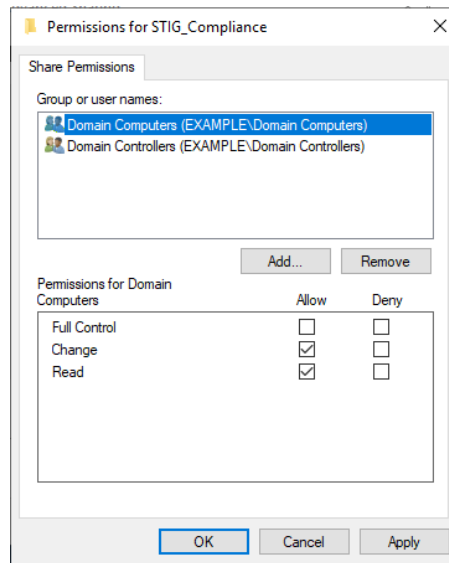 Permissions for STIG_Compliance
Share Permissions
Group or user names:
Domain Computers (EXAMPLE\Domain Computers)
Domain Controllers (EXAMPLE\Domain Controllers)
Add...
Remove
Permissions for Domain
Computers
Allow
Deny
Full Control
Change
Read
OK
Cancel
Apply